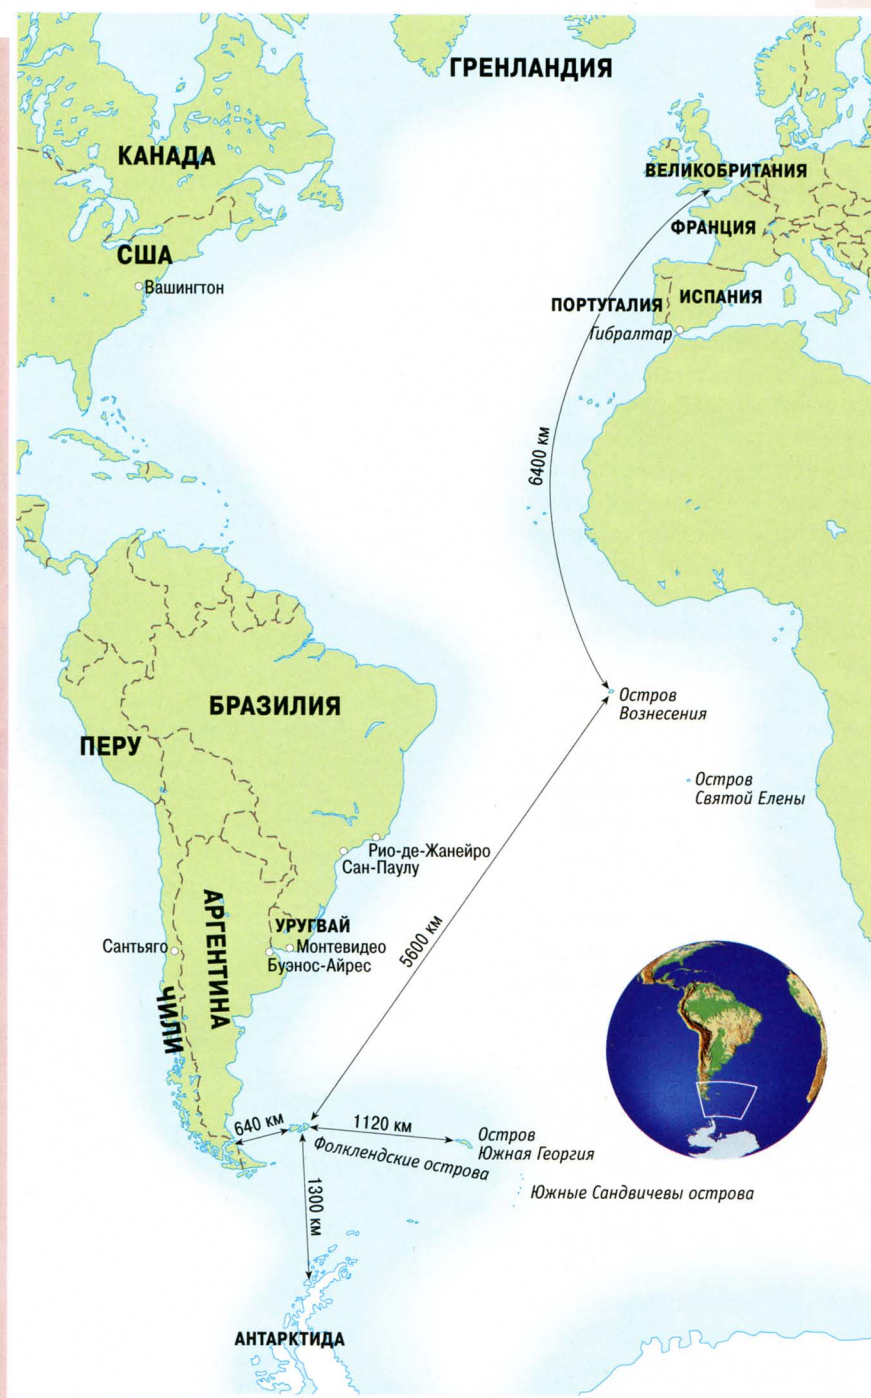 ГРЕНЛАНДИЯ
КАНАДА
ВЕЛИКОБРИТАНИЯ
ФРАНЦИЯ
США
Вашингтон
ПОРТУГАЛИЯ
ИСПАНИЯ
Гибралтар
6400 км
Остров
Вознесения
БРАЗИЛИЯ
ПЕРУ
Остров
Святой Елены
Рио-де-Жанейро
Сан-Паулу
АРГЕНТИНА
УРУГВАЙ
Сантьяго
Монтевидео
Буэнос-Айрес
5600 км
ЧИЛИ
640 км
1120 км
Остров
Южная Георгия
Фолклендские острова
Южные Сандвичевы острова
1300 км
АНТАРКТИДА